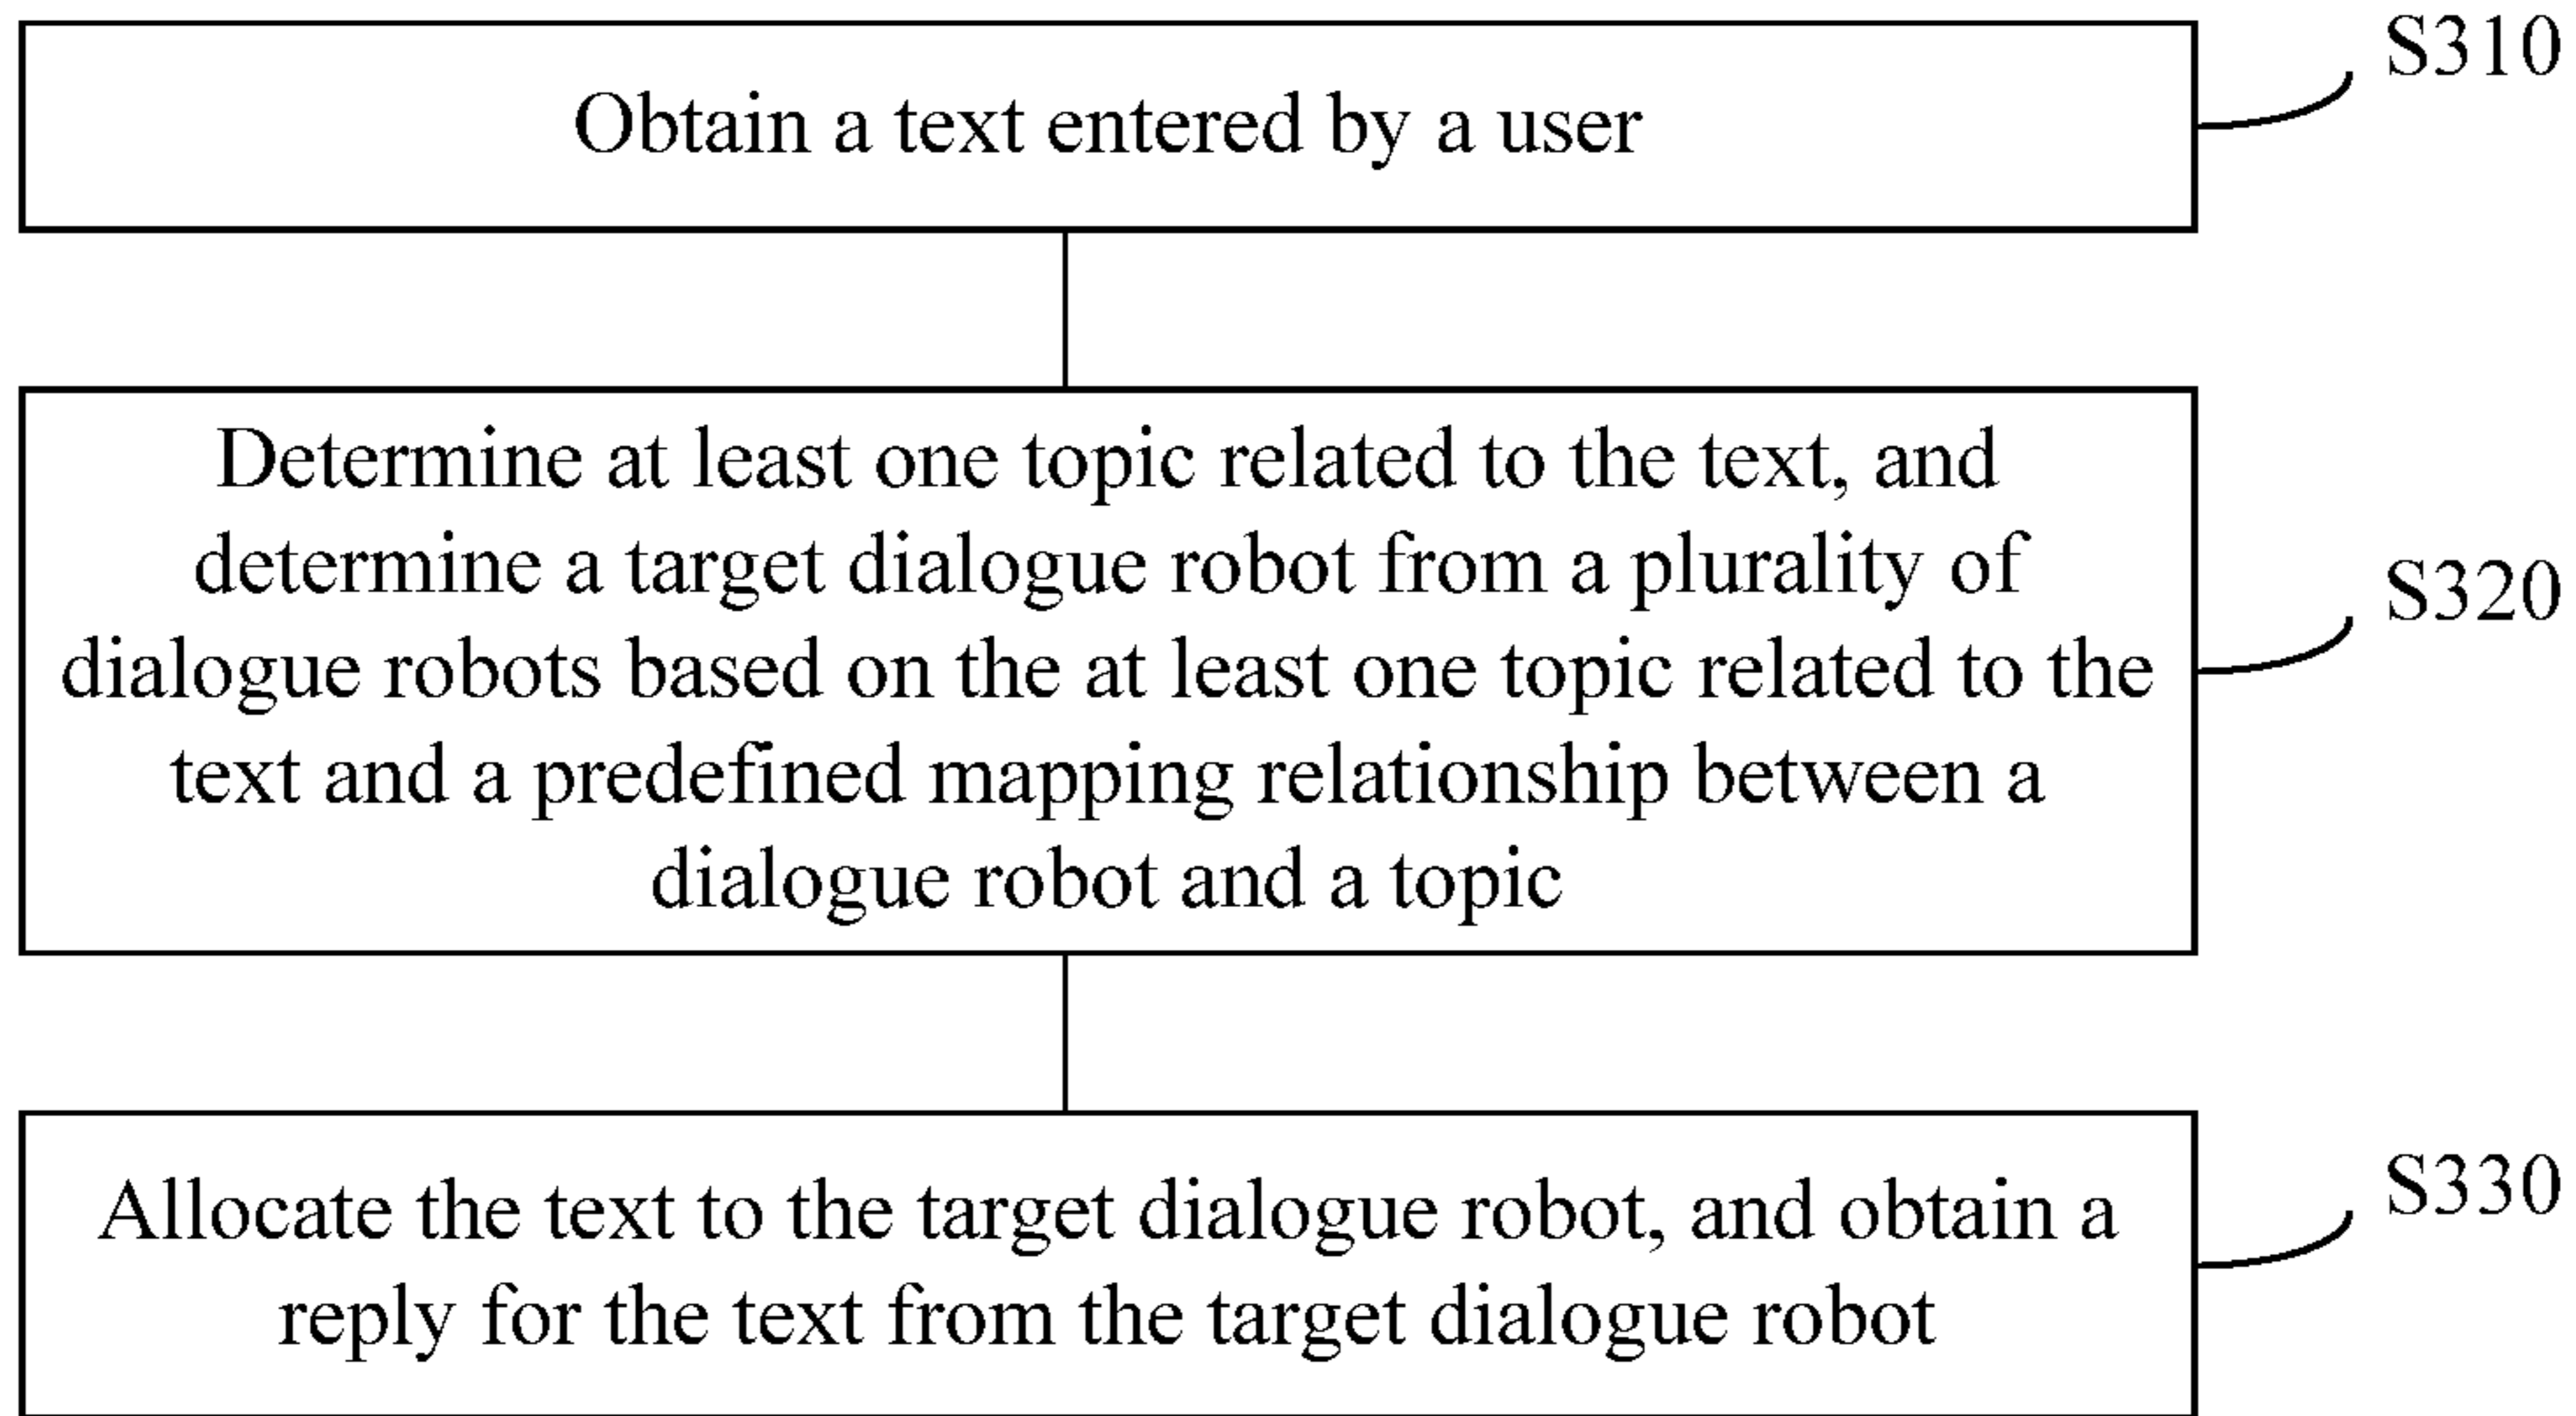 S310
Obtain a text entered by a user
Determine at least one topic related to the text, and
determine a target dialogue robot from a plurality of
dialogue robots based on the at least one topic related to the
text and a predefined mapping relationship between a
dialogue robot and a topic
S320
Allocate the text to the target dialogue robot, and obtain a
reply for the text from the target dialogue robot
S330